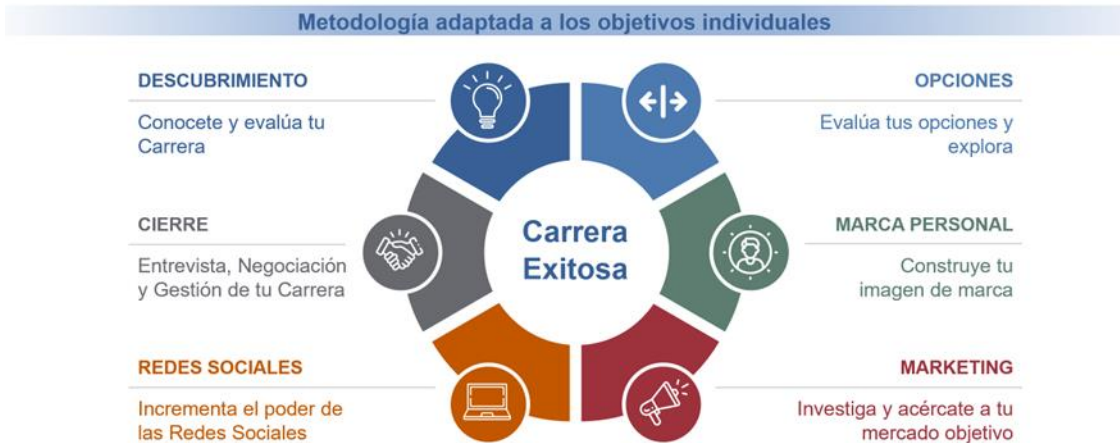 Metodología adaptada a los objetivos individuales
DESCUBRIMIENTO
Conocete y evalúa tu
Carrera
OPCIONES
Evalúa tus opciones y
explora
CIERRE
Entrevista, Negociación
y Gestión de tu Carrera
Carrera
Exitosa
MARCA PERSONAL
Construye tu
imagen de marca
REDES SOCIALES
Incrementa el poder de
las Redes Sociales
MARKETING
Investiga y acércate a tu
mercado objetivo